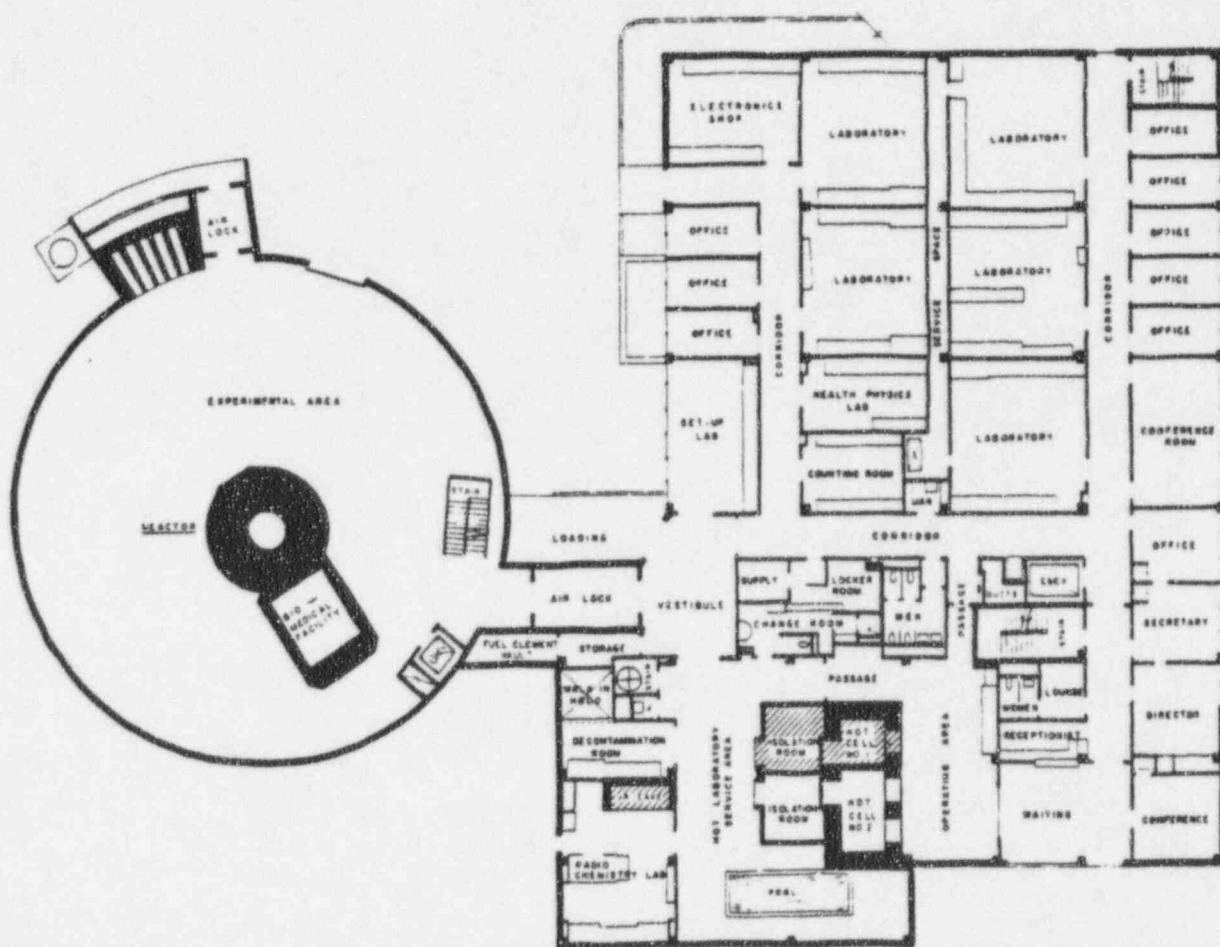 ELECTRONICS
SHOP
LABORATORY
LABORATORY
STAIR
OFFICE
OFFICE
AIR
LOCK
OFFICE
OFFICE
OFFICE
LABORATORY
SERVICE SPACE
LABORATORY
OFFICE
OFFICE
OFFICE
CORRIDOR
CORRIDOR
EXPERIMENTAL AREA
HEALTH PHYSICS
LAB
SET-UP
LAB
LABORATORY
CONFERENCE
ROOM
COUNTING ROOM
STAIR
REACTOR
JAN.
LOADING
CORRIDOR
OFFICE
SUPPLY
LOCKER
ROOM
AIR LOCK
VESTIBULE
MEN
PASSAGE
BIO
MEDICAL
FACILITY
CHANGE ROOM
STAIR
SECRETARY
FUEL ELEMENT
VAULT
STORAGE
PASSAGE
WALK IN
HOOD
STAIR
WOMEN
LOUNGE
DIRECTOR
RECEPTIONIST
DECONTAMINATION
ROOM
HOT LABORATORY
SERVICE AREA
ISOLATION
ROOM
HOT
CELL
NO. 1
OPERATING AREA
ISOLATION
ROOM
HOT
CELL
NO. 2
WAITING
CONFERENCE
RADIO
CHEMISTRY LAB
POOL